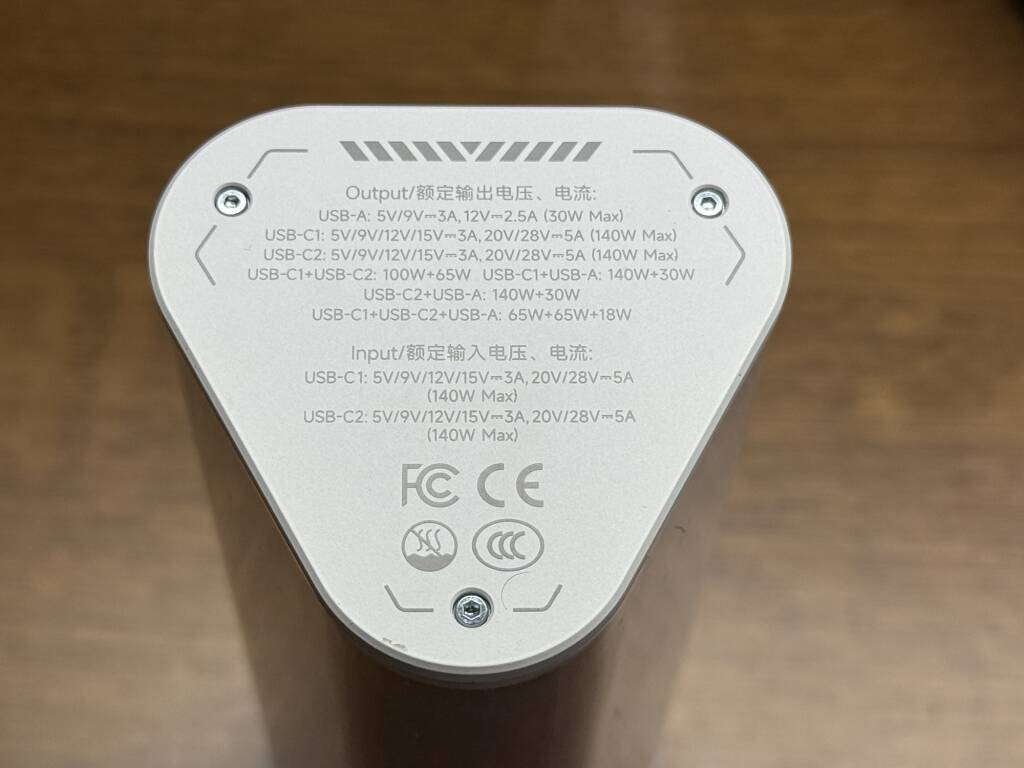 Output/额定输出电压、电流:
USB-A: 5V/9V⎓3A, 12V⎓2.5A (30W Max)
USB-C1: 5V/9V/12V/15V⎓3A, 20V/28V⎓5A (140W Max)
USB-C2: 5V/9V/12V/15V⎓3A, 20V/28V⎓5A (140W Max)
USB-C1+USB-C2: 100W+65W USB-C1+USB-A: 140W+30W
USB-C2+USB-A: 140W+30W
USB-C1+USB-C2+USB-A: 65W+65W+18W
Input/额定输入电压、电流:
USB-C1: 5V/9V/12V/15V⎓3A, 20V/28V⎓5A
(140W Max)
USB-C2: 5V/9V/12V/15V⎓3A, 20V/28V⎓5A
(140W Max)
FC CE
CCC